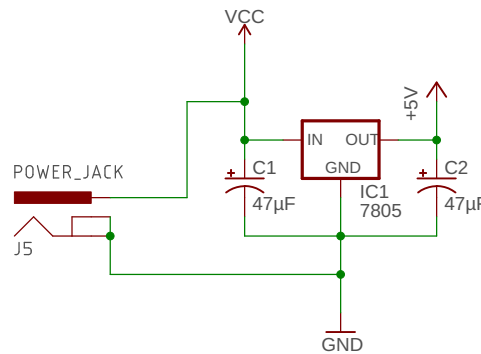 VCC
+5V
IN OUT
GND
POWER_JACK
C1
C2
IC1
47µF
7805
47µF
J5
GND